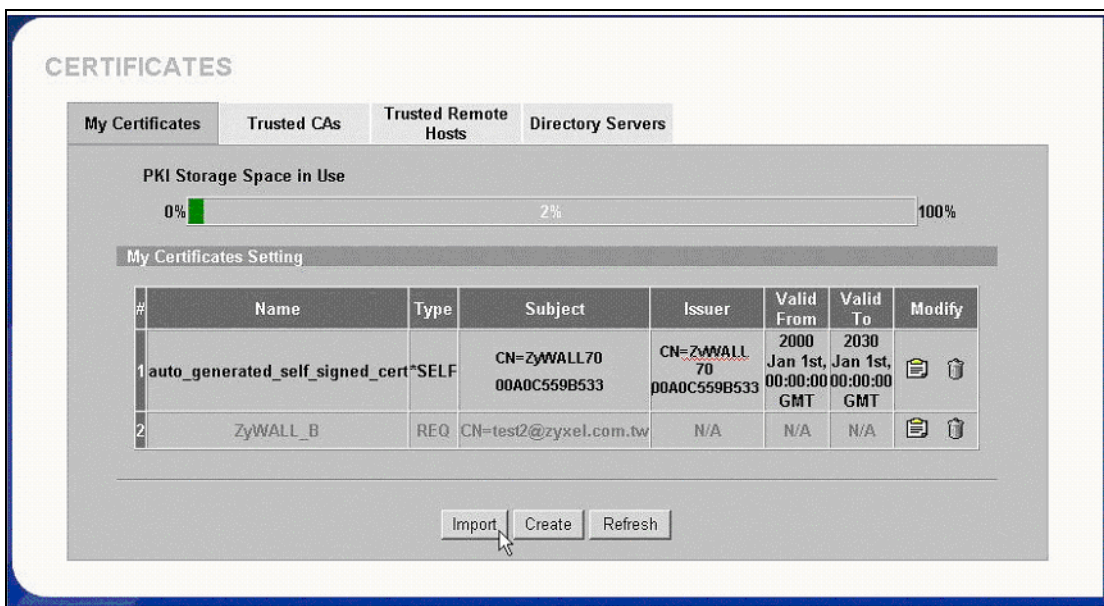 CERTIFICATES
My Certificates
Trusted CAs
Trusted Remote
Hosts
Directory Servers
PKI Storage Space in Use
0%
2%
100%
My Certificates Setting
# Name Type Subject Issuer Valid From Valid To Modify
1 auto_generated_self_signed_cert *SELF CN=ZyWALL70 00A0C559B533 CN=ZyWALL 70 00A0C559B533 2000 Jan 1st, 00:00:00 GMT 2030 Jan 1st, 00:00:00 GMT
2 ZyWALL_B REQ CN=test2@zyxel.com.tw N/A N/A N/A
Import Create Refresh